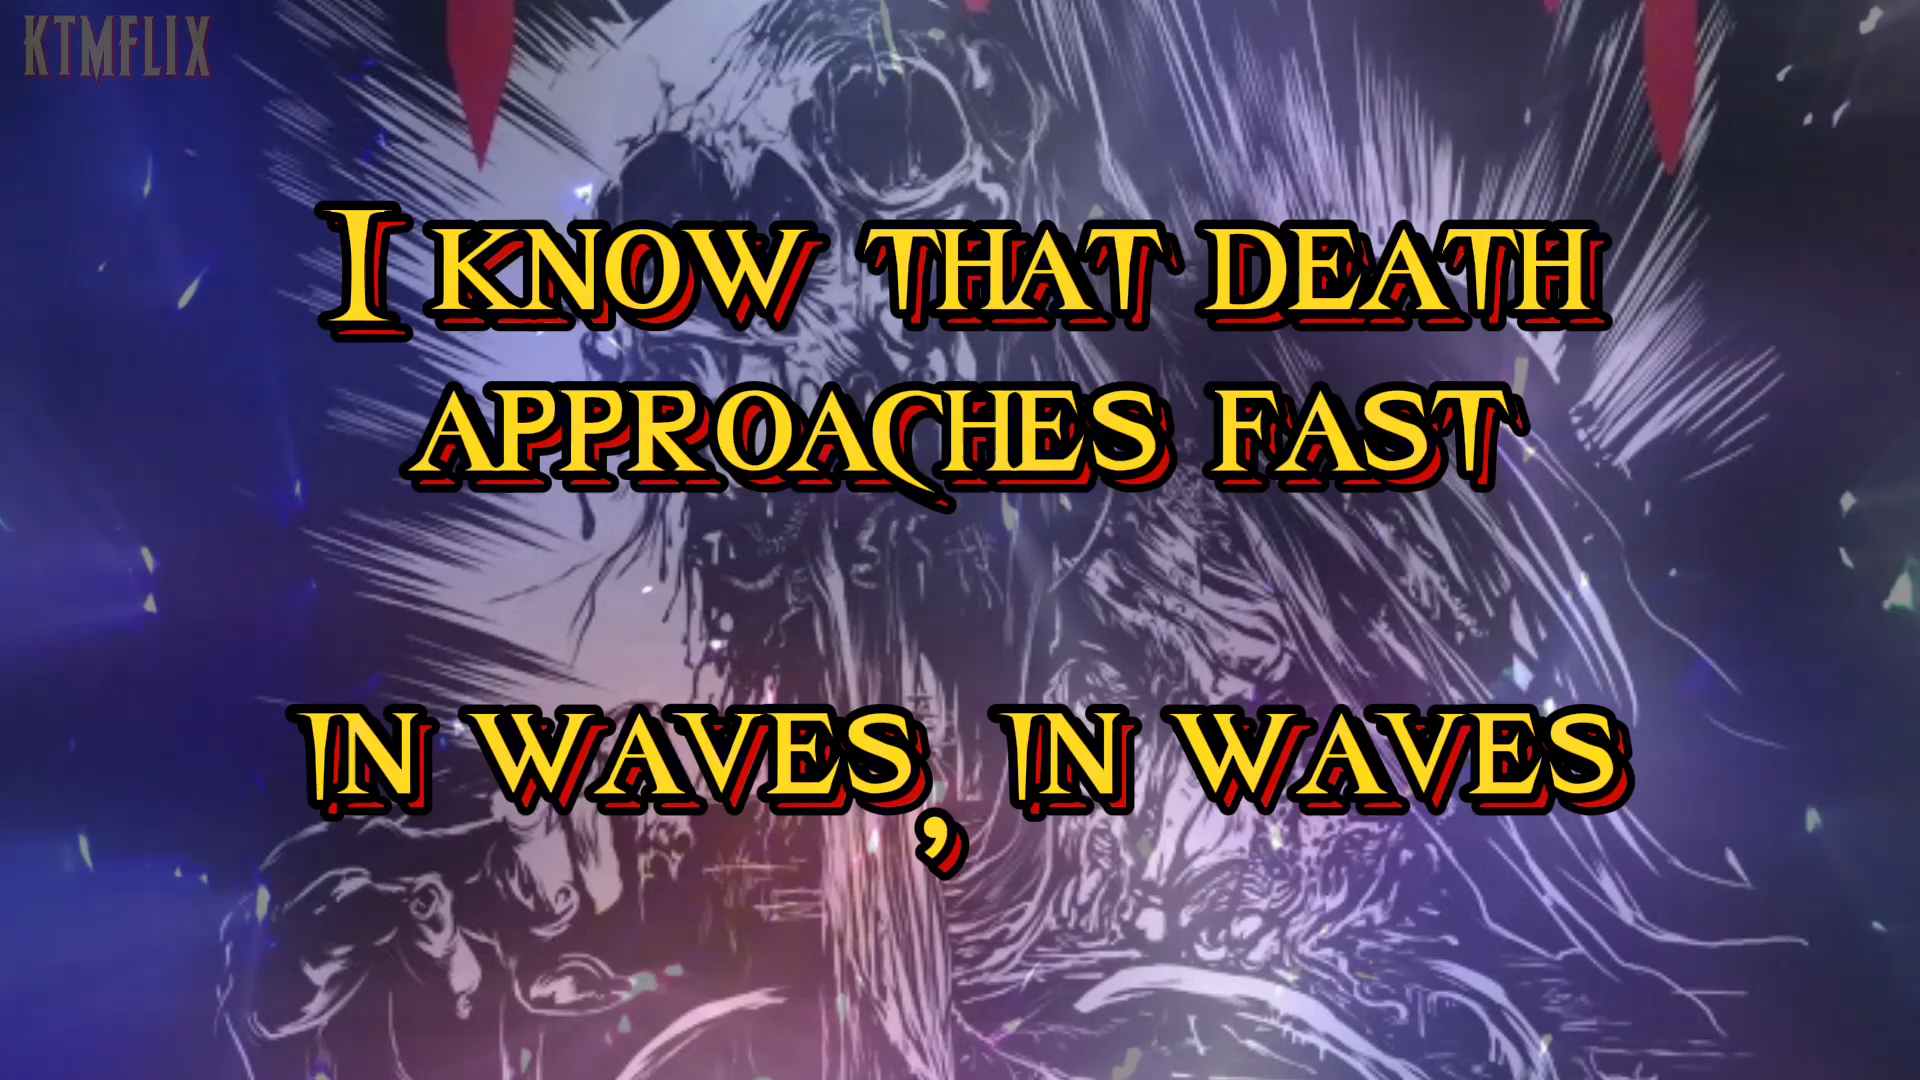 KTMFLIX
I KNOW THAT DEATH
APPROACHES FAST
IN WAVES, IN WAVES